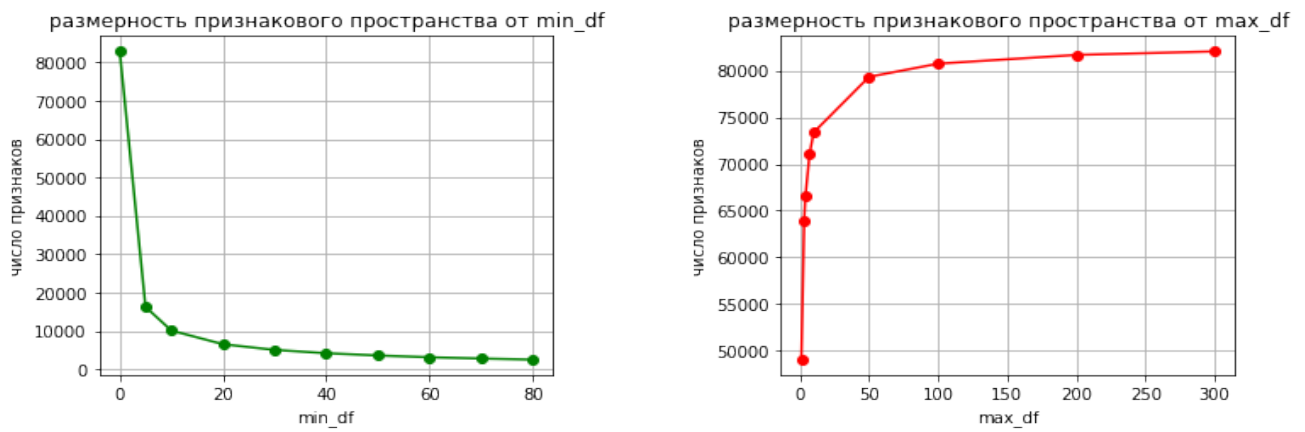 размерность признакового пространства от min_df
число признаков
80000
70000
60000
50000
40000
30000
20000
10000
0
0 20 40 60 80
min_df
размерность признакового пространства от max_df
число признаков
80000
75000
70000
65000
60000
55000
50000
0 50 100 150 200 250 300
max_df